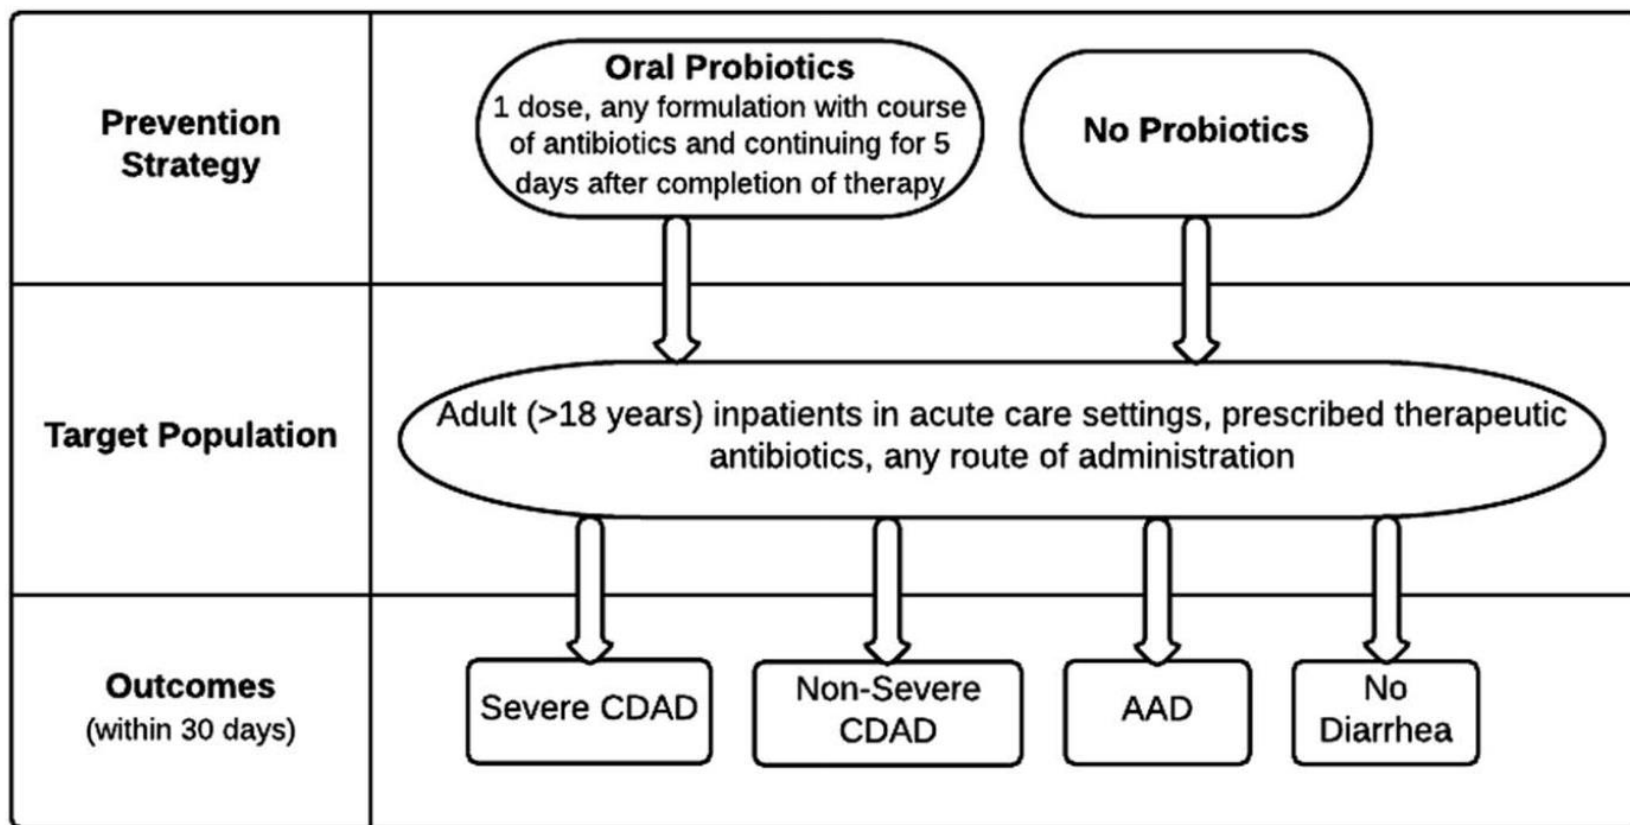 Prevention
Strategy
Oral Probiotics
1 dose, any formulation with course
of antibiotics and continuing for 5
days after completion of therapy
No Probiotics
Target Population
Adult (>18 years) inpatients in acute care settings, prescribed therapeutic
antibiotics, any route of administration
Outcomes
(within 30 days)
Severe CDAD
Non-Severe
CDAD
AAD
No
Diarrhea